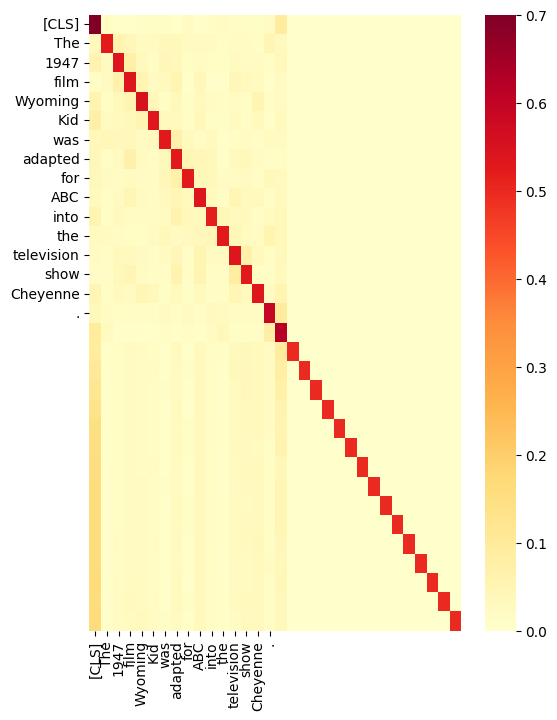 [CLS]
The
1947
film
Wyoming
Kid
was
adapted
for
ABC
into
the
television
show
Cheyenne
.
0.7
0.6
0.5
0.4
0.3
0.2
0.1
0.0
[CLS] The 1947 film Wyoming Kid was adapted for ABC into the television show Cheyenne .